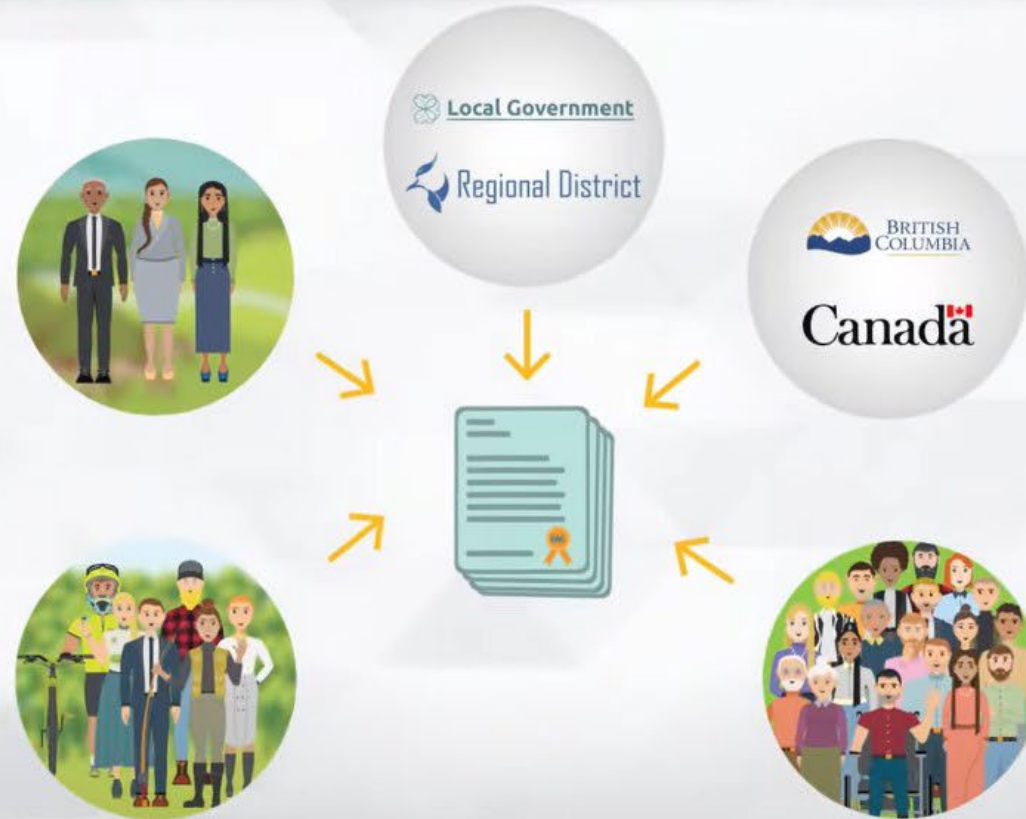 Local Government
Regional District
BRITISH
COLUMBIA
Canada